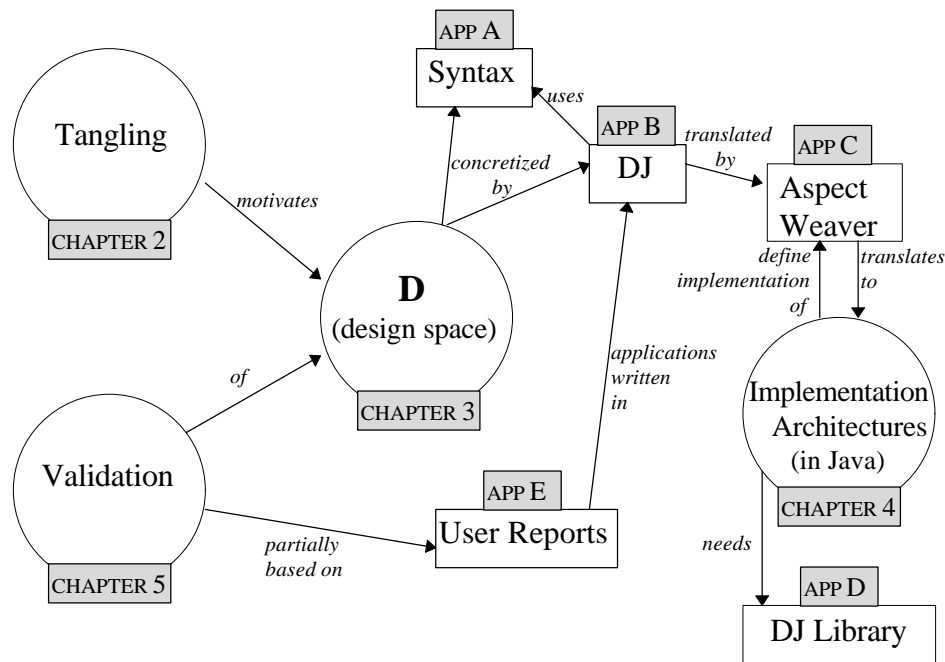 APP A
Syntax
uses
APP B
DJ
translated
by
APP C
Aspect
Weaver
Tangling
CHAPTER 2
motivates
concretized
by
define
implementation
of
translates
to
D
(design space)
CHAPTER 3
of
applications
written
in
Implementation
Architectures
(in Java)
CHAPTER 4
Validation
CHAPTER 5
partially
based on
APP E
User Reports
needs
APP D
DJ Library